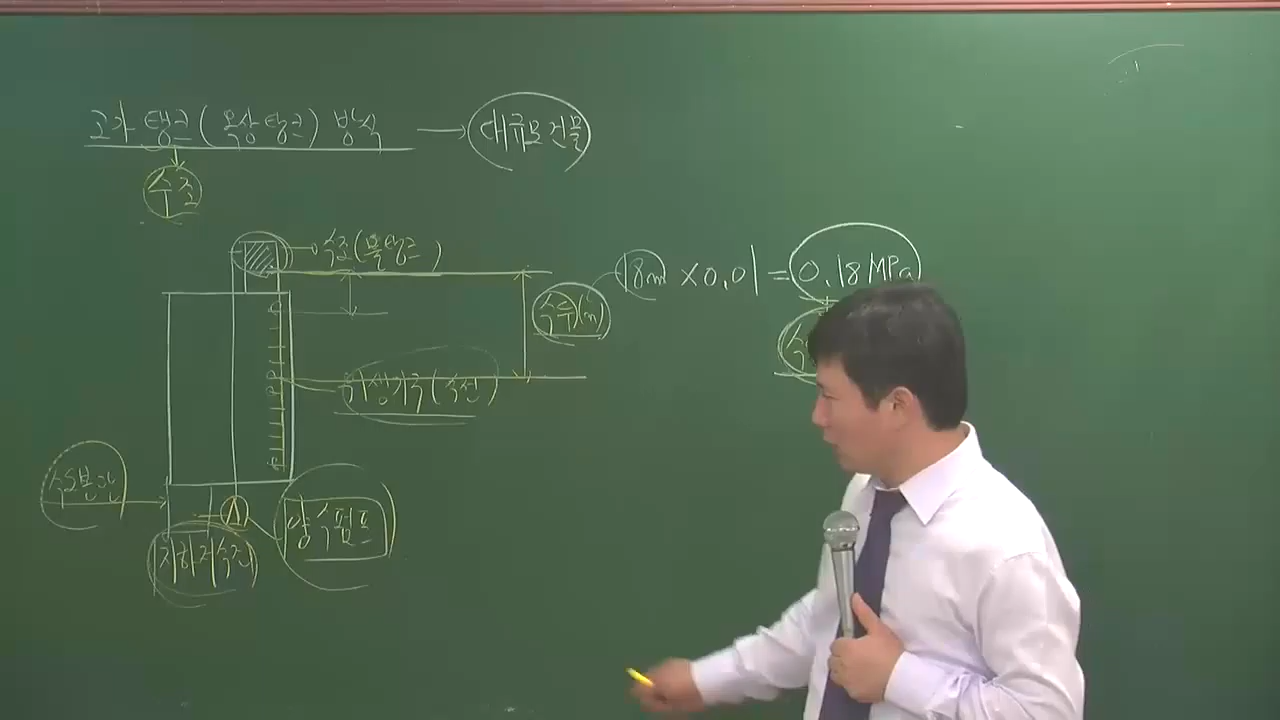 고가탱크(옥상탱크) 방식 → 대규모건물
수조
수조(물탱크)
18m × 0.01 = 0.18 MPa
수두(m)
위생기구(수전)
수도본관
양수펌프
지하저수조